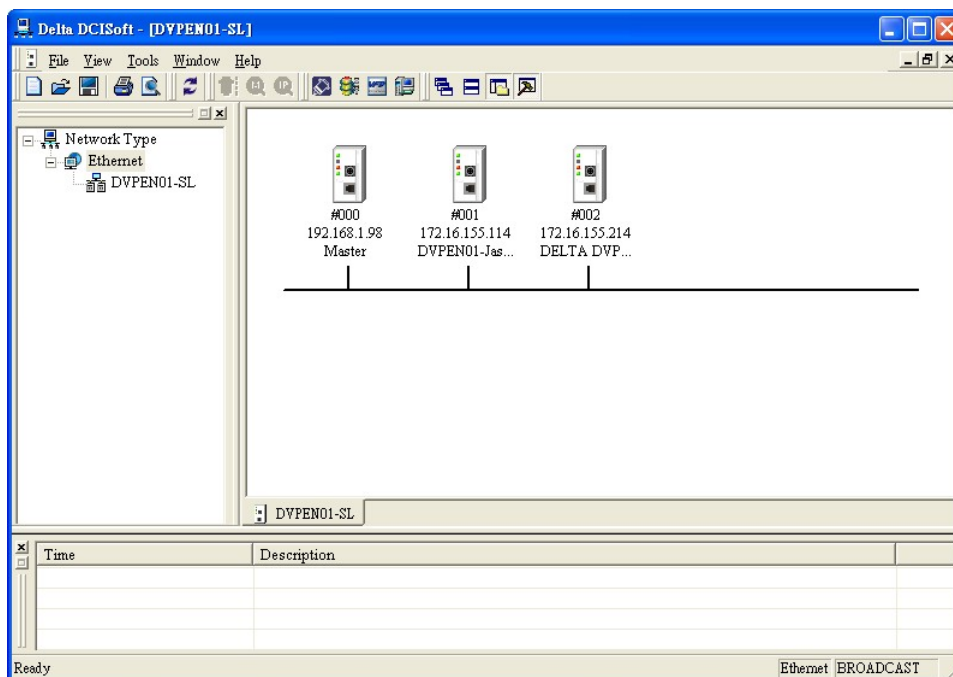 Delta DCISoft - [DVPEN01-SL]
File View Tools Window Help
Network Type
Ethernet
DVPEN01-SL
#000
192.168.1.98
Master
#001
172.16.155.114
DVPEN01-Jas...
#002
172.16.155.214
DELTA DVP...
DVPEN01-SL
Time Description
Ready Ethernet BROADCAST